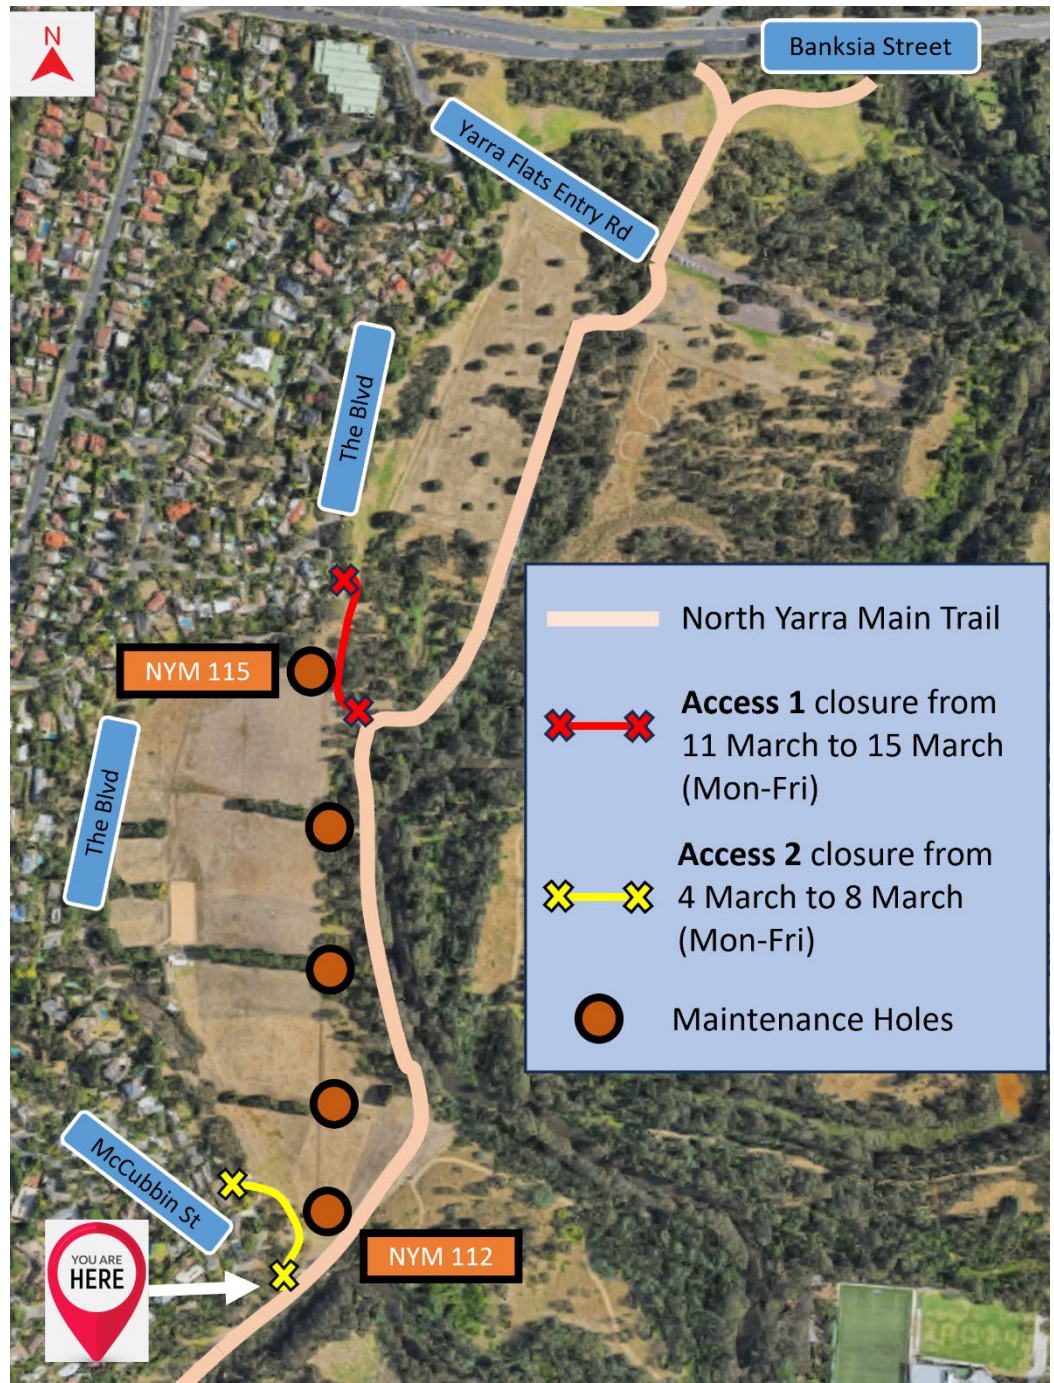 N
Banksia Street
Yarra Flats Entry Rd
The Blvd
North Yarra Main Trail
NYM 115
Access 1 closure from
11 March to 15 March
(Mon-Fri)
The Blvd
Access 2 closure from
4 March to 8 March
(Mon-Fri)
Maintenance Holes
McCubbin St
NYM 112
YOU ARE
HERE